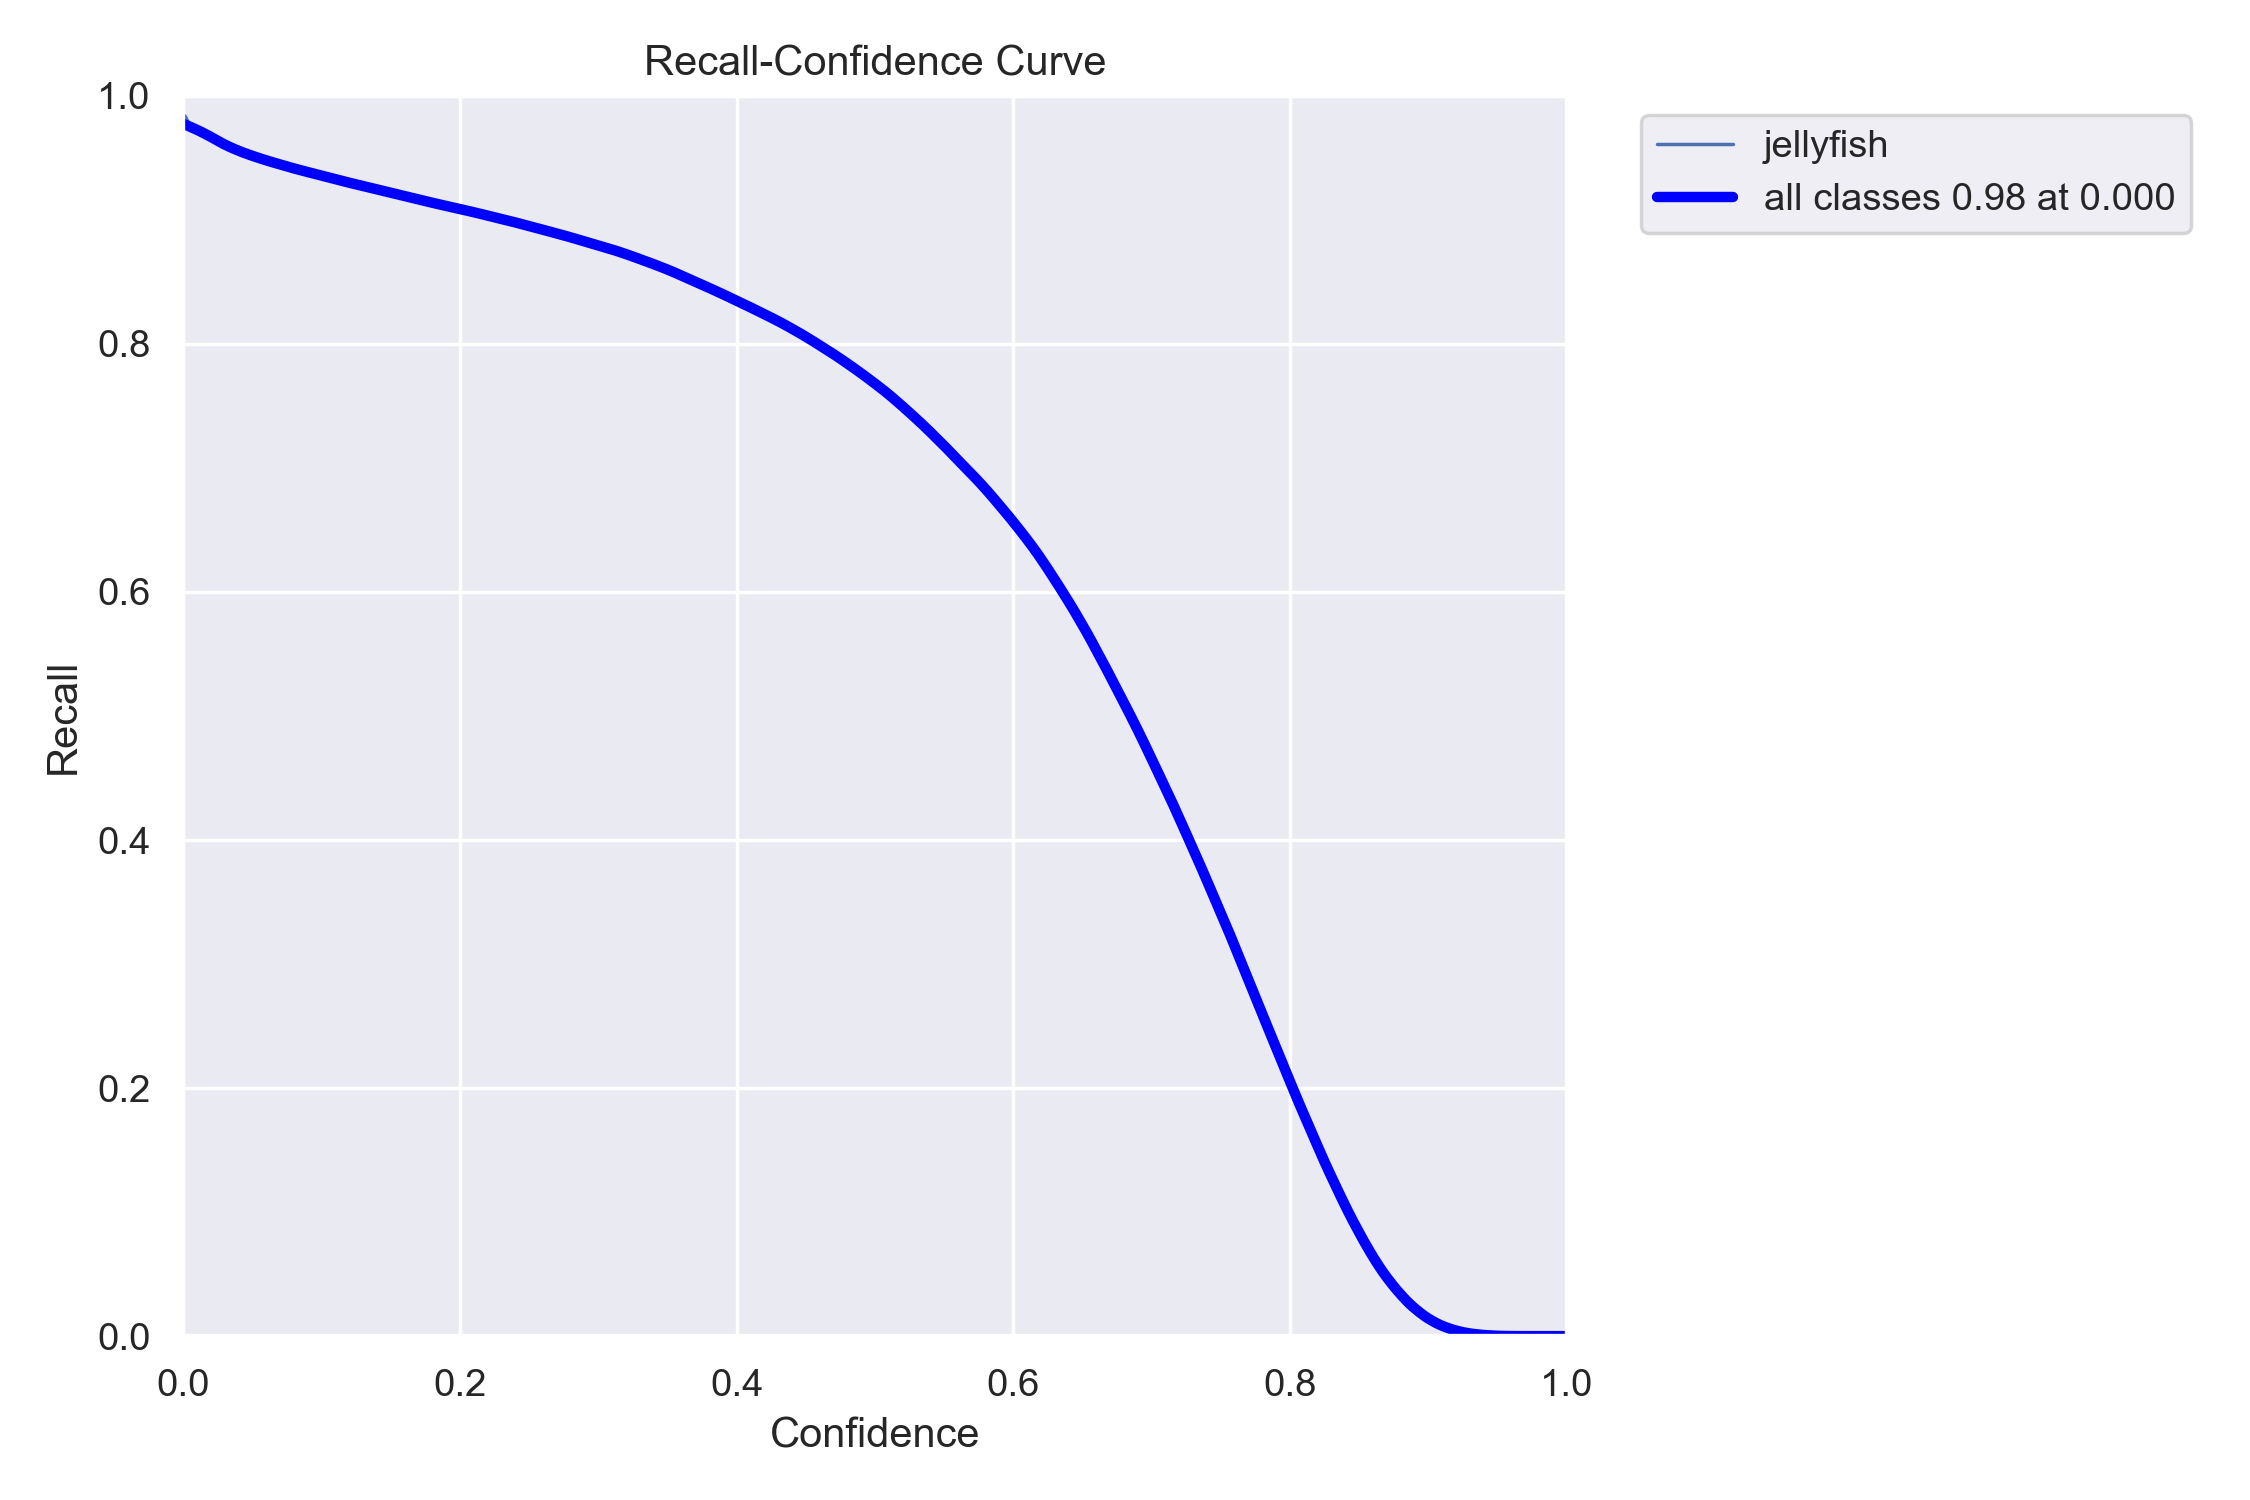 Recall-Confidence Curve
1.0
0.8
0.6
0.4
0.2
0.0
Recall
0.0 0.2 0.4 0.6 0.8 1.0
Confidence
jellyfish
all classes 0.98 at 0.000